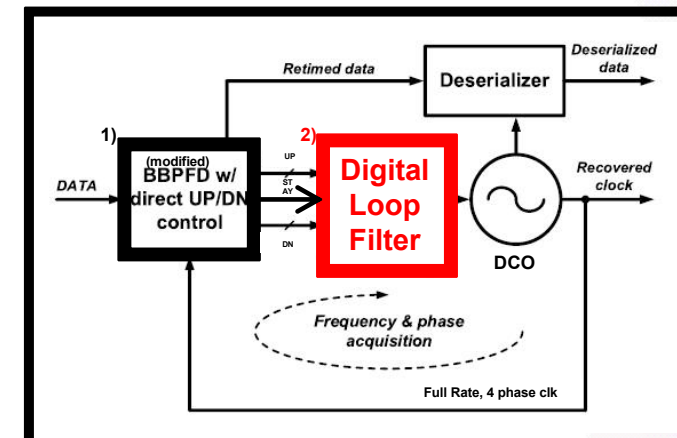 Retimed data
Deserializer
Deserialized
data
1)
(modified)
BBPFD w/
direct UP/DN
control
DATA
UP
ST
AY
DN
2)
Digital
Loop
Filter
DCO
Recovered
clock
Frequency & phase
acquisition
Full Rate, 4 phase clk